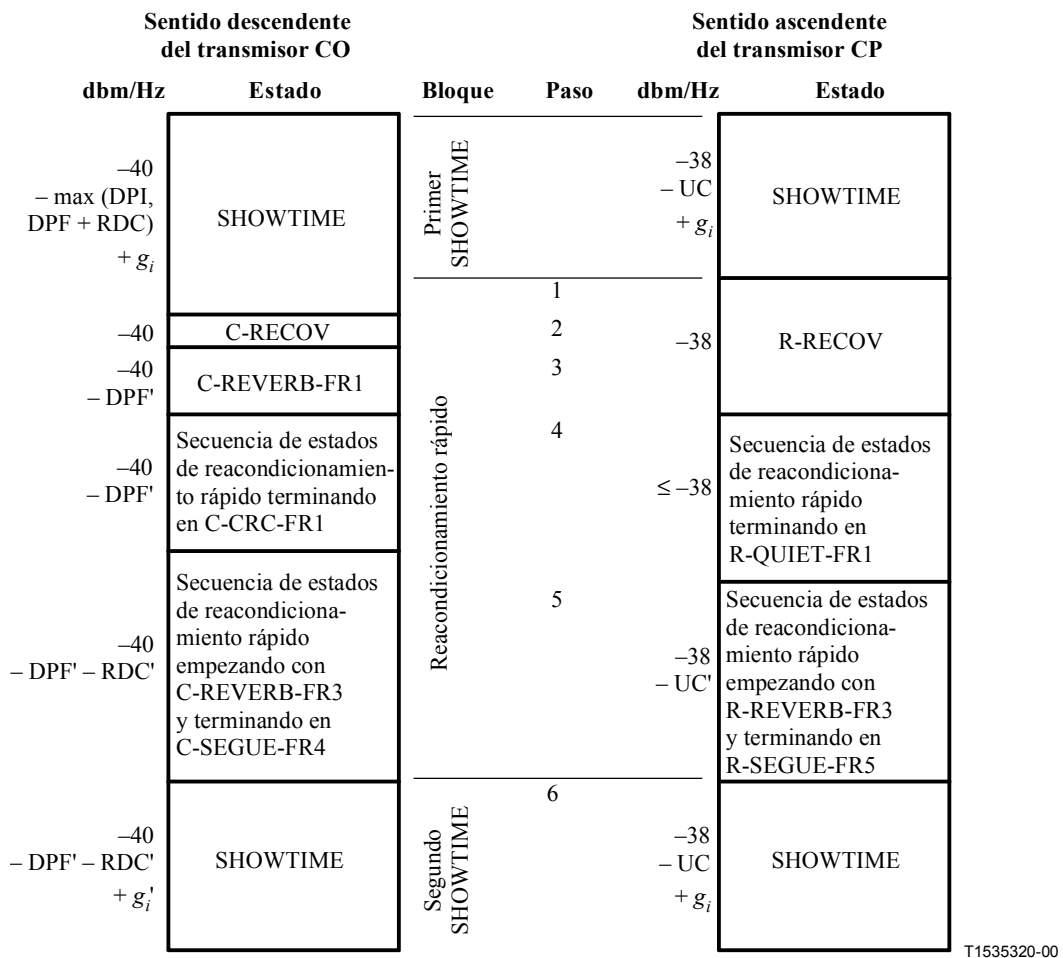 Sentido descendente
del transmisor CO
Sentido ascendente
del transmisor CP
dbm/Hz
Estado
Bloque
Paso
dbm/Hz
Estado
–40
– max (DPI,
DPF + RDC)
+ gi
SHOWTIME
Primer
SHOWTIME
–38
– UC
+ gi
SHOWTIME
1
–40
C-RECOV
2
–38
R-RECOV
–40
– DPF'
C-REVERB-FR1
3
Reacondicionamiento rápido
4
–40
– DPF'
Secuencia de estados
de reacondicionamien-
to rápido terminando
en C-CRC-FR1
≤ –38
Secuencia de estados
de reacondiciona-
miento rápido
terminando en
R-QUIET-FR1
–40
– DPF' – RDC'
Secuencia de estados
de reacondiciona-
miento rápido
empezando con
C-REVERB-FR3
y terminando en
C-SEGUE-FR4
5
–38
– UC'
Secuencia de estados
de reacondiciona-
miento rápido
empezando con
R-REVERB-FR3
y terminando en
R-SEGUE-FR5
6
–40
– DPF' – RDC'
+ gi'
SHOWTIME
Segundo
SHOWTIME
–38
– UC
+ gi
SHOWTIME
T1535320-00